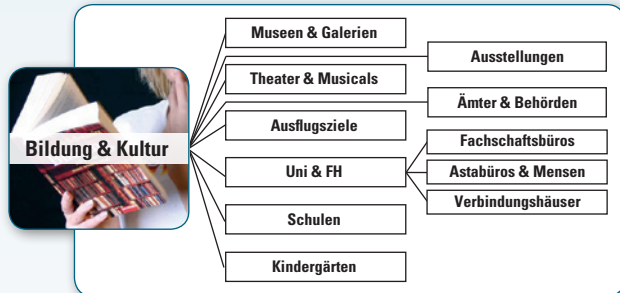 Museen & Galerien
Ausstellungen
Theater & Musicals
Ämter & Behörden
Ausflugsziele
Bildung & Kultur
Uni & FH
Fachschaftsbüros
Astabüros & Mensen
Verbindungshäuser
Schulen
Kindergärten